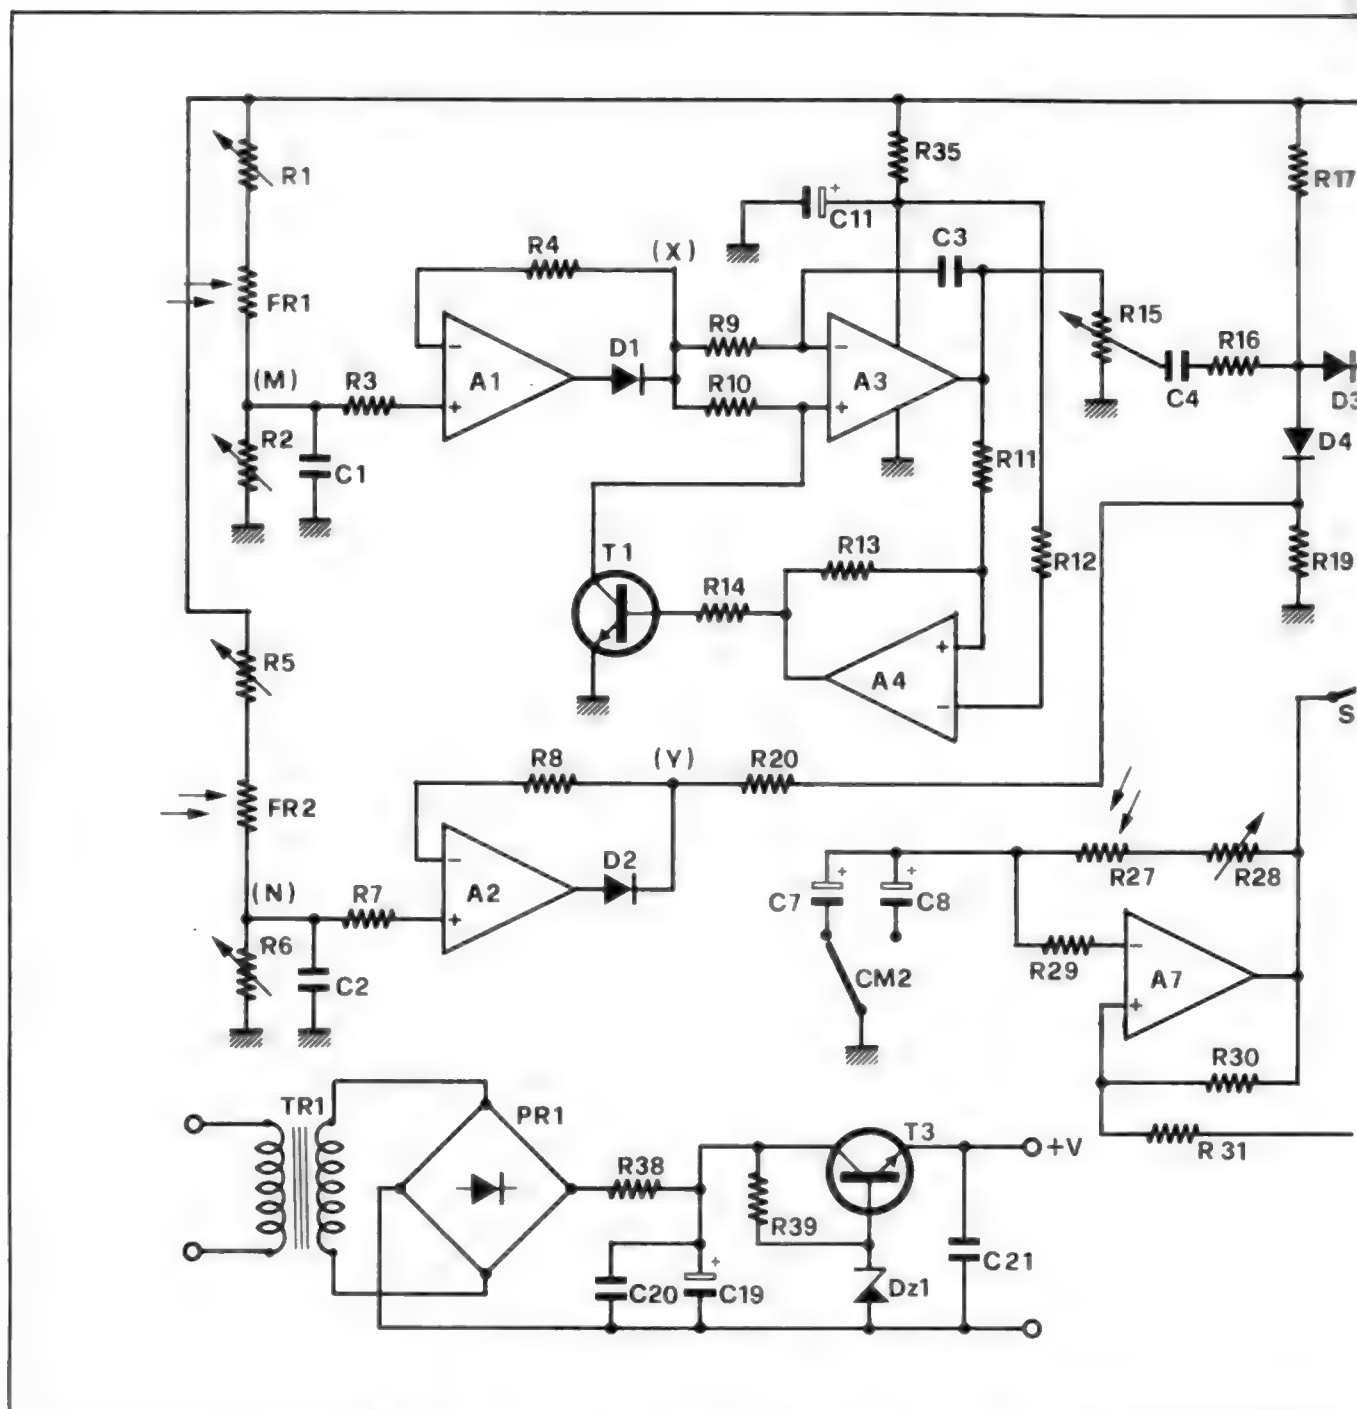 R1
R35
R17
C11
+
R4
(X)
C3
FR1
R15
R9
R16
D1
A1
A3
(M)
R3
R10
C4
D3
R2
D4
C1
R11
T1
R13
R12
R19
R14
R5
A4
S
R8
(Y)
R20
FR2
D2
R27
R28
C7
+
C8
+
A2
(N)
R7
R6
R29
CM2
A7
C2
R30
TR1
PR1
T3
+V
R31
R38
R39
C21
C20
+
C19
Dz1